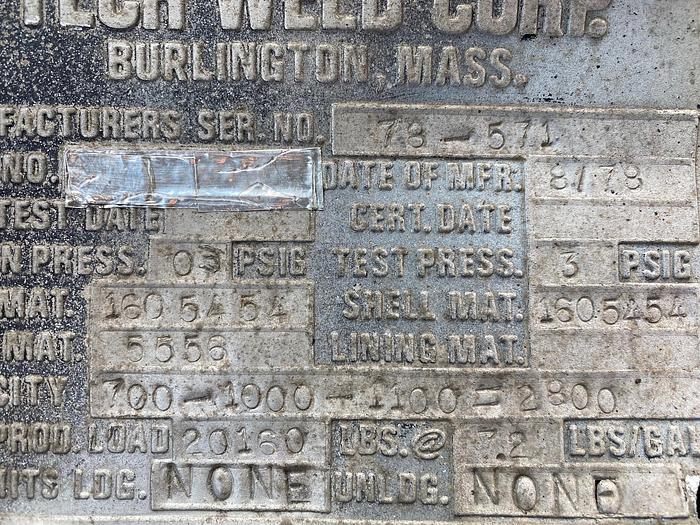 TECH WELD CORP.
BURLINGTON, MASS.
FACTURERS SER. NO. 78-571
NO. DATE OF MFR. 8/78
TEST DATE CERT. DATE
N PRESS. 03 PSIG TEST PRESS. 3 PSIG
MAT. 1605454 SHELL MAT. 1605454
MAT. 5556 LINING MAT.
CITY 700-1000-1100-2800
PROD. LOAD 20160 LBS. @ 7.2 LBS/GAL
MITS LDG. NONE UNLDG. NONE